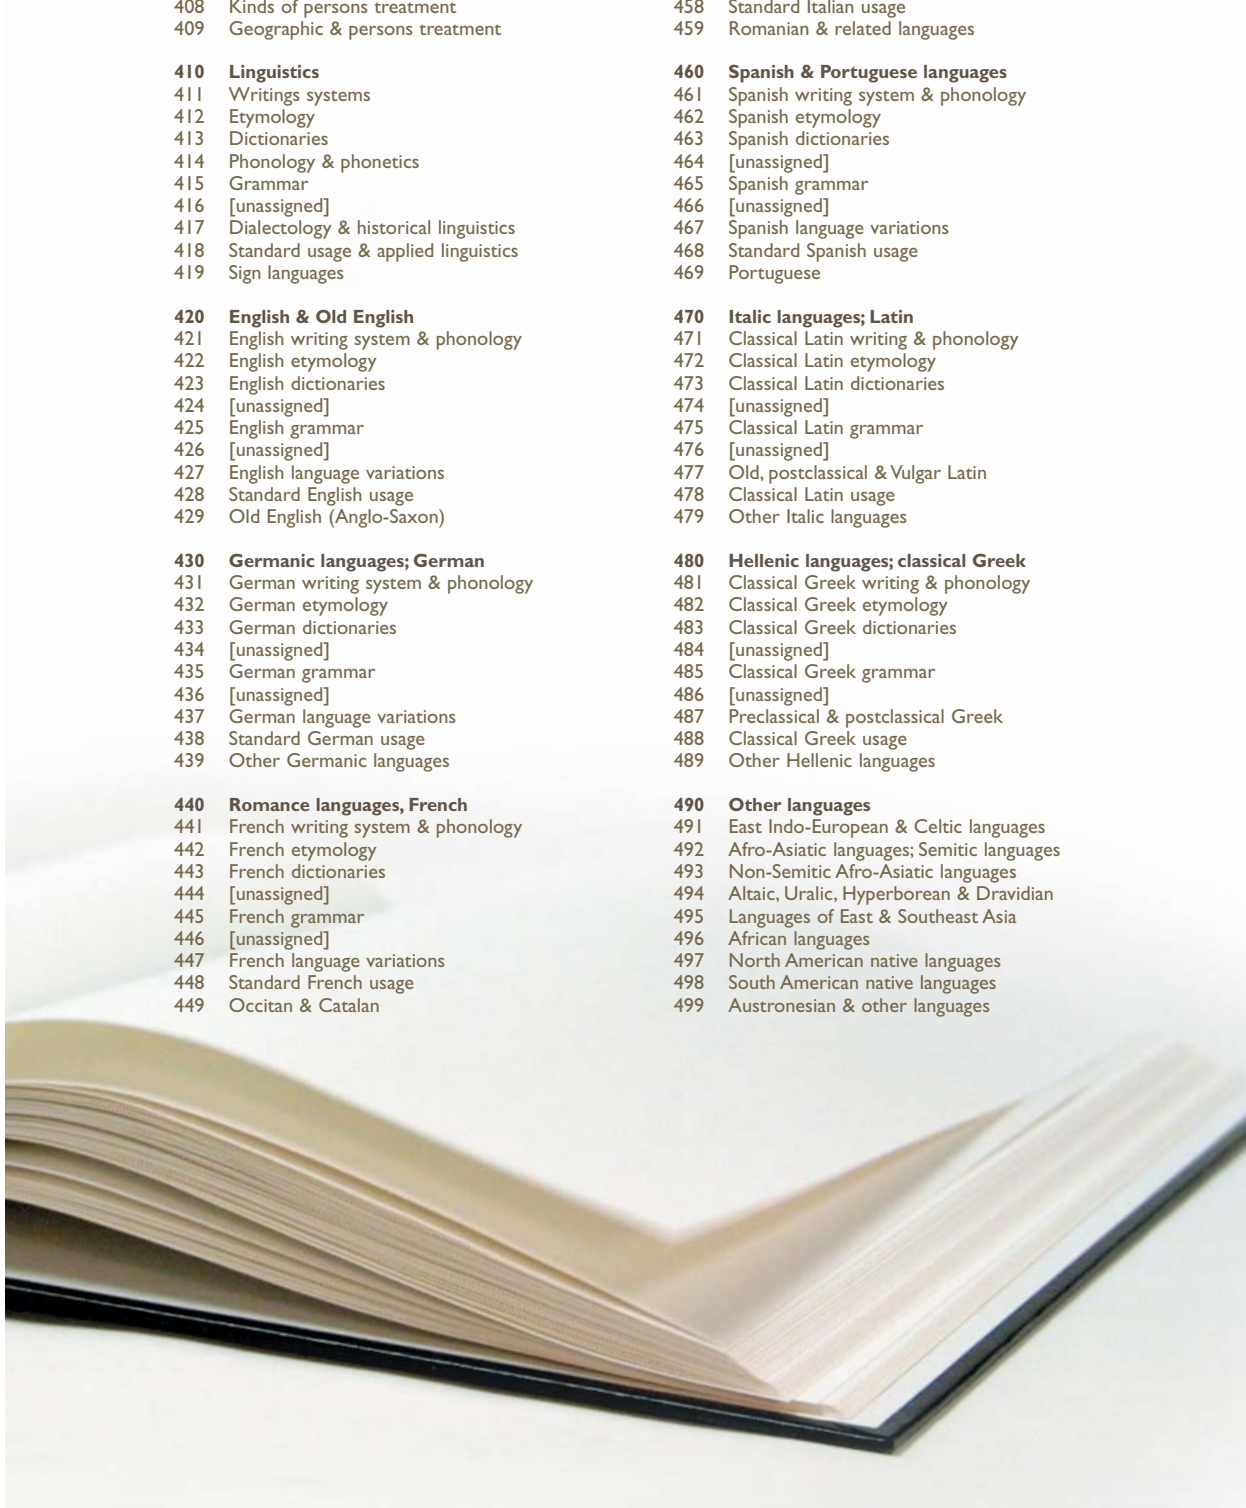 408 Kinds of persons treatment
409 Geographic & persons treatment
410 Linguistics
411 Writings systems
412 Etymology
413 Dictionaries
414 Phonology & phonetics
415 Grammar
416 [unassigned]
417 Dialectology & historical linguistics
418 Standard usage & applied linguistics
419 Sign languages
420 English & Old English
421 English writing system & phonology
422 English etymology
423 English dictionaries
424 [unassigned]
425 English grammar
426 [unassigned]
427 English language variations
428 Standard English usage
429 Old English (Anglo-Saxon)
430 Germanic languages; German
431 German writing system & phonology
432 German etymology
433 German dictionaries
434 [unassigned]
435 German grammar
436 [unassigned]
437 German language variations
438 Standard German usage
439 Other Germanic languages
440 Romance languages, French
441 French writing system & phonology
442 French etymology
443 French dictionaries
444 [unassigned]
445 French grammar
446 [unassigned]
447 French language variations
448 Standard French usage
449 Occitan & Catalan
458 Standard Italian usage
459 Romanian & related languages
460 Spanish & Portuguese languages
461 Spanish writing system & phonology
462 Spanish etymology
463 Spanish dictionaries
464 [unassigned]
465 Spanish grammar
466 [unassigned]
467 Spanish language variations
468 Standard Spanish usage
469 Portuguese
470 Italic languages; Latin
471 Classical Latin writing & phonology
472 Classical Latin etymology
473 Classical Latin dictionaries
474 [unassigned]
475 Classical Latin grammar
476 [unassigned]
477 Old, postclassical & Vulgar Latin
478 Classical Latin usage
479 Other Italic languages
480 Hellenic languages; classical Greek
481 Classical Greek writing & phonology
482 Classical Greek etymology
483 Classical Greek dictionaries
484 [unassigned]
485 Classical Greek grammar
486 [unassigned]
487 Preclassical & postclassical Greek
488 Classical Greek usage
489 Other Hellenic languages
490 Other languages
491 East Indo-European & Celtic languages
492 Afro-Asiatic languages; Semitic languages
493 Non-Semitic Afro-Asiatic languages
494 Altaic, Uralic, Hyperborean & Dravidian
495 Languages of East & Southeast Asia
496 African languages
497 North American native languages
498 South American native languages
499 Austronesian & other languages